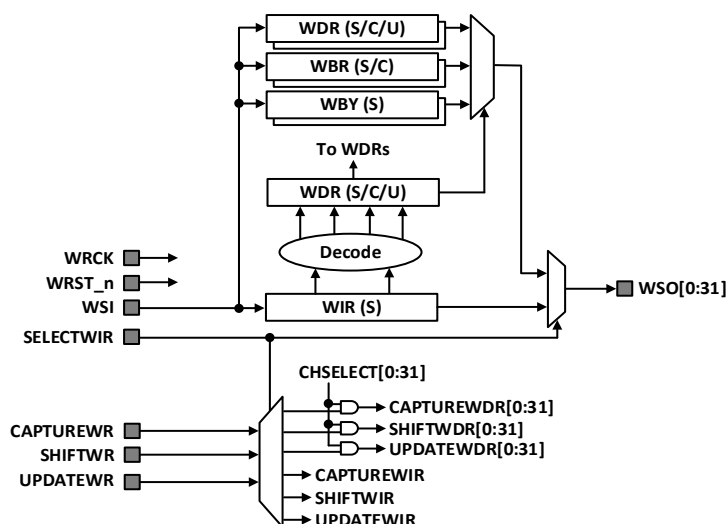 WDR (S/C/U)
WBR (S/C)
WBY (S)
To WDRs
WDR (S/C/U)
Decode
WRCK
WRST_n
WSI
WIR (S)
WSO[0:31]
SELECTWIR
CHSELECT[0:31]
CAPTUREWDR[0:31]
CAPTUREWR
SHIFTWDR[0:31]
UPDATEWDR[0:31]
SHIFTWR
CAPTUREWIR
UPDATEWR
SHIFTWIR
UPDATEWIR